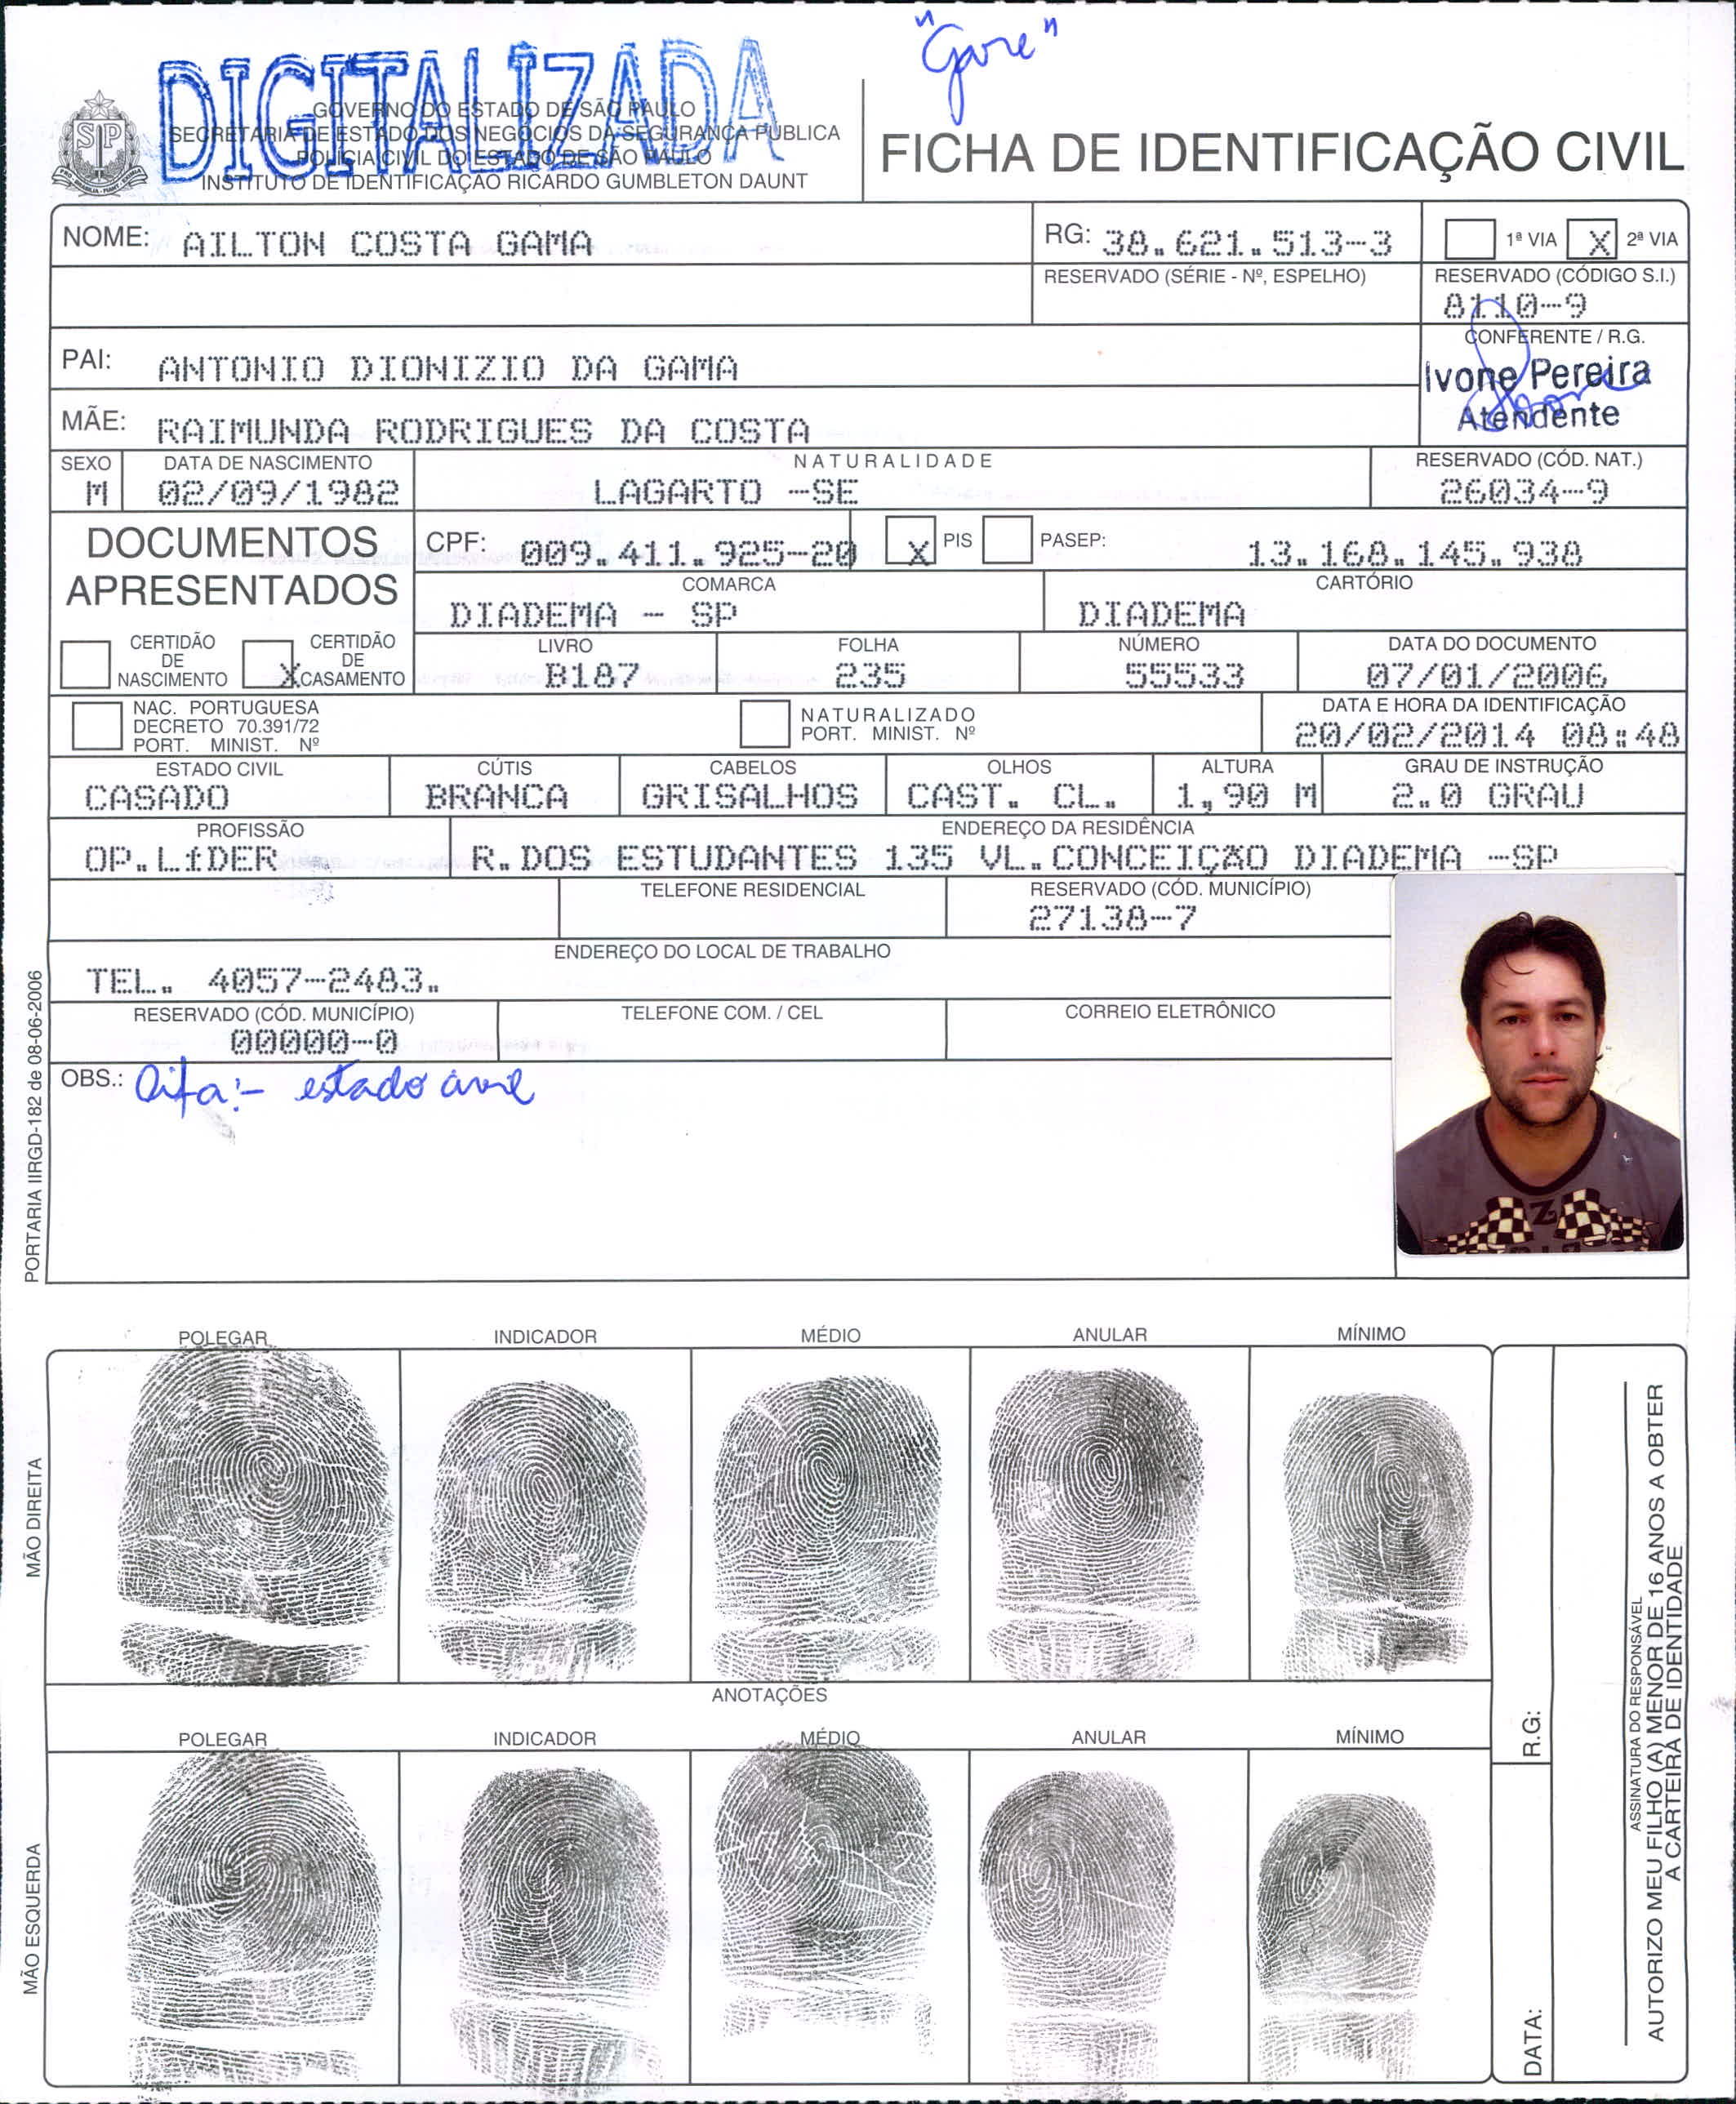 "Gore"
DIGITALIZADA
GOVERNO DO ESTADO DE SÃO PAULO
SECRETARIA DE ESTADO DOS NEGÓCIOS DA SEGURANÇA PÚBLICA
POLÍCIA CIVIL DO ESTADO DE SÃO PAULO
INSTITUTO DE IDENTIFICAÇÃO RICARDO GUMBLETON DAUNT
FICHA DE IDENTIFICAÇÃO CIVIL
NOME: AILTON COSTA GAMA
RG: 38.621.513-3
1ª VIA X 2ª VIA
RESERVADO (SÉRIE - Nº, ESPELHO)
RESERVADO (CÓDIGO S.I.)
8110-9
PAI: ANTONIO DIONIZIO DA GAMA
CONFERENTE / R.G.
Ivone Pereira
Atendente
MÃE: RAIMUNDA RODRIGUES DA COSTA
SEXO DATA DE NASCIMENTO NATURALIDADE RESERVADO (CÓD. NAT.)
M 02/09/1982 LAGARTO -SE 26034-9
DOCUMENTOS
APRESENTADOS
CPF: 009.411.925-20 X PIS PASEP: 13.168.145.938
COMARCA CARTÓRIO
DIADEMA - SP DIADEMA
CERTIDÃO
DE
NASCIMENTO
X CERTIDÃO
DE
CASAMENTO
LIVRO FOLHA NÚMERO DATA DO DOCUMENTO
B187 235 55533 07/01/2006
NAC. PORTUGUESA
DECRETO 70.391/72
PORT. MINIST. Nº
NATURALIZADO
PORT. MINIST. Nº
DATA E HORA DA IDENTIFICAÇÃO
20/02/2014 08:48
ESTADO CIVIL CÚTIS CABELOS OLHOS ALTURA GRAU DE INSTRUÇÃO
CASADO BRANCA GRISALHOS CAST. CL. 1,90 M 2.0 GRAU
PROFISSÃO ENDEREÇO DA RESIDÊNCIA
OP.LíDER R.DOS ESTUDANTES 135 VL.CONCEIÇÃO DIADEMA -SP
TELEFONE RESIDENCIAL RESERVADO (CÓD. MUNICÍPIO)
27138-7
ENDEREÇO DO LOCAL DE TRABALHO
TEL. 4057-2483.
RESERVADO (CÓD. MUNICÍPIO) TELEFONE COM. / CEL CORREIO ELETRÔNICO
00000-0
OBS.: estado civil
PORTARIA IIRGD-182 de 08-06-2006
POLEGAR INDICADOR MÉDIO ANULAR MÍNIMO
MÃO DIREITA
ANOTAÇÕES
POLEGAR INDICADOR MÉDIO ANULAR MÍNIMO
MÃO ESQUERDA
R.G:
DATA:
ASSINATURA DO RESPONSÁVEL
AUTORIZO MEU FILHO (A) MENOR DE 16 ANOS A OBTER
A CARTEIRA DE IDENTIDADE